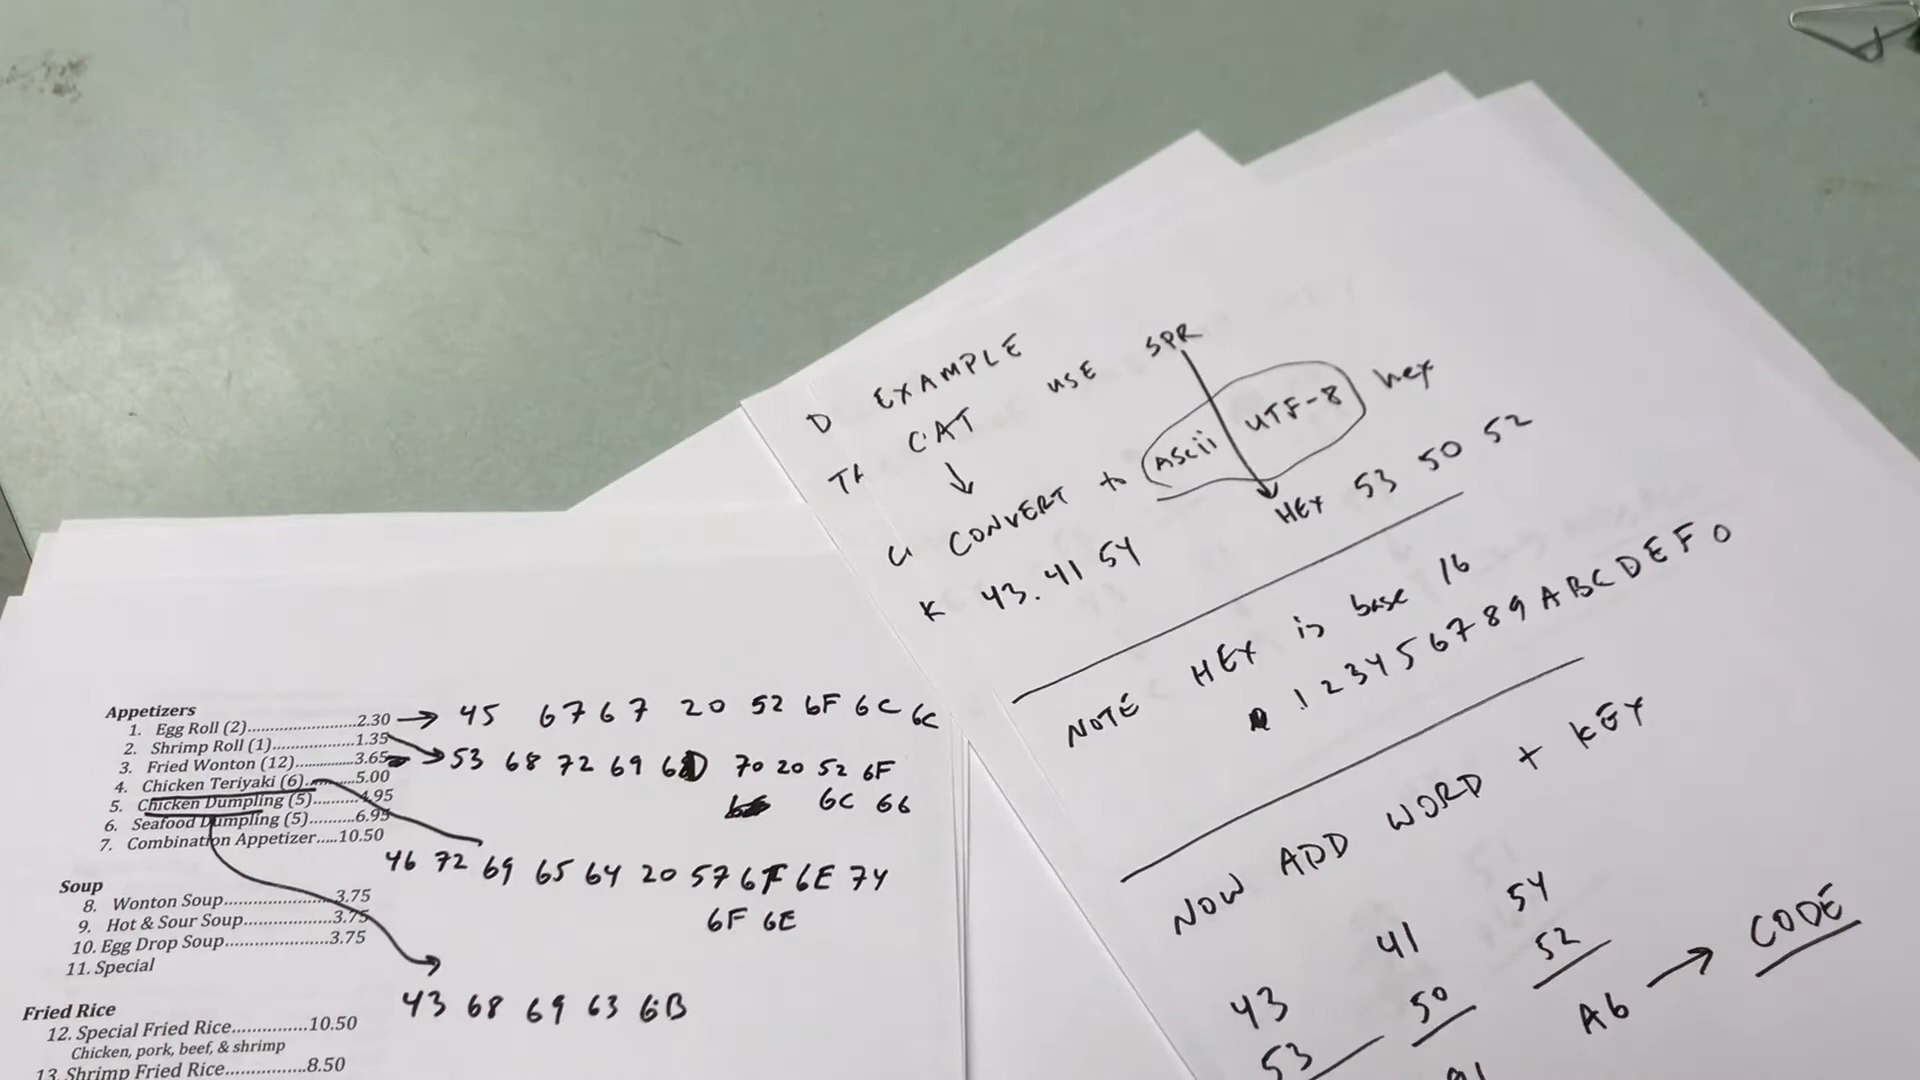 Appetizers
1. Egg Roll (2)......................2.30 → 45 67 67 20 52 6F 6C 6C
2. Shrimp Roll (1)..................1.35
3. Fried Wonton (12)...............3.65 → 53 68 72 69 6D 70 20 52 6F
6C 66
4. Chicken Teriyaki (6)..........5.00
5. Chicken Dumpling (5)..........4.95
6. Seafood Dumpling (5).........6.95
7. Combination Appetizer.....10.50
46 72 69 65 64 20 57 6F 6E 74
6F 6E
Soup
8. Wonton Soup......................3.75
9. Hot & Sour Soup.................3.75
10. Egg Drop Soup...................3.75
11. Special
43 68 69 63 6B
Fried Rice
12. Special Fried Rice..............10.50
Chicken, pork, beef, & shrimp
13. Shrimp Fried Rice................8.50
D EXAMPLE
CAT USE SPR
↓
CONVERT to ASCii UTF-8 hex
K 43. 41 54 HEX 53 50 52
NOTE HEX is base 16
1 2 3 4 5 6 7 8 9 A B C D E F 0
NOW ADD WORD + KEY
43 41 54
53 50 52
91 A6 → CODE